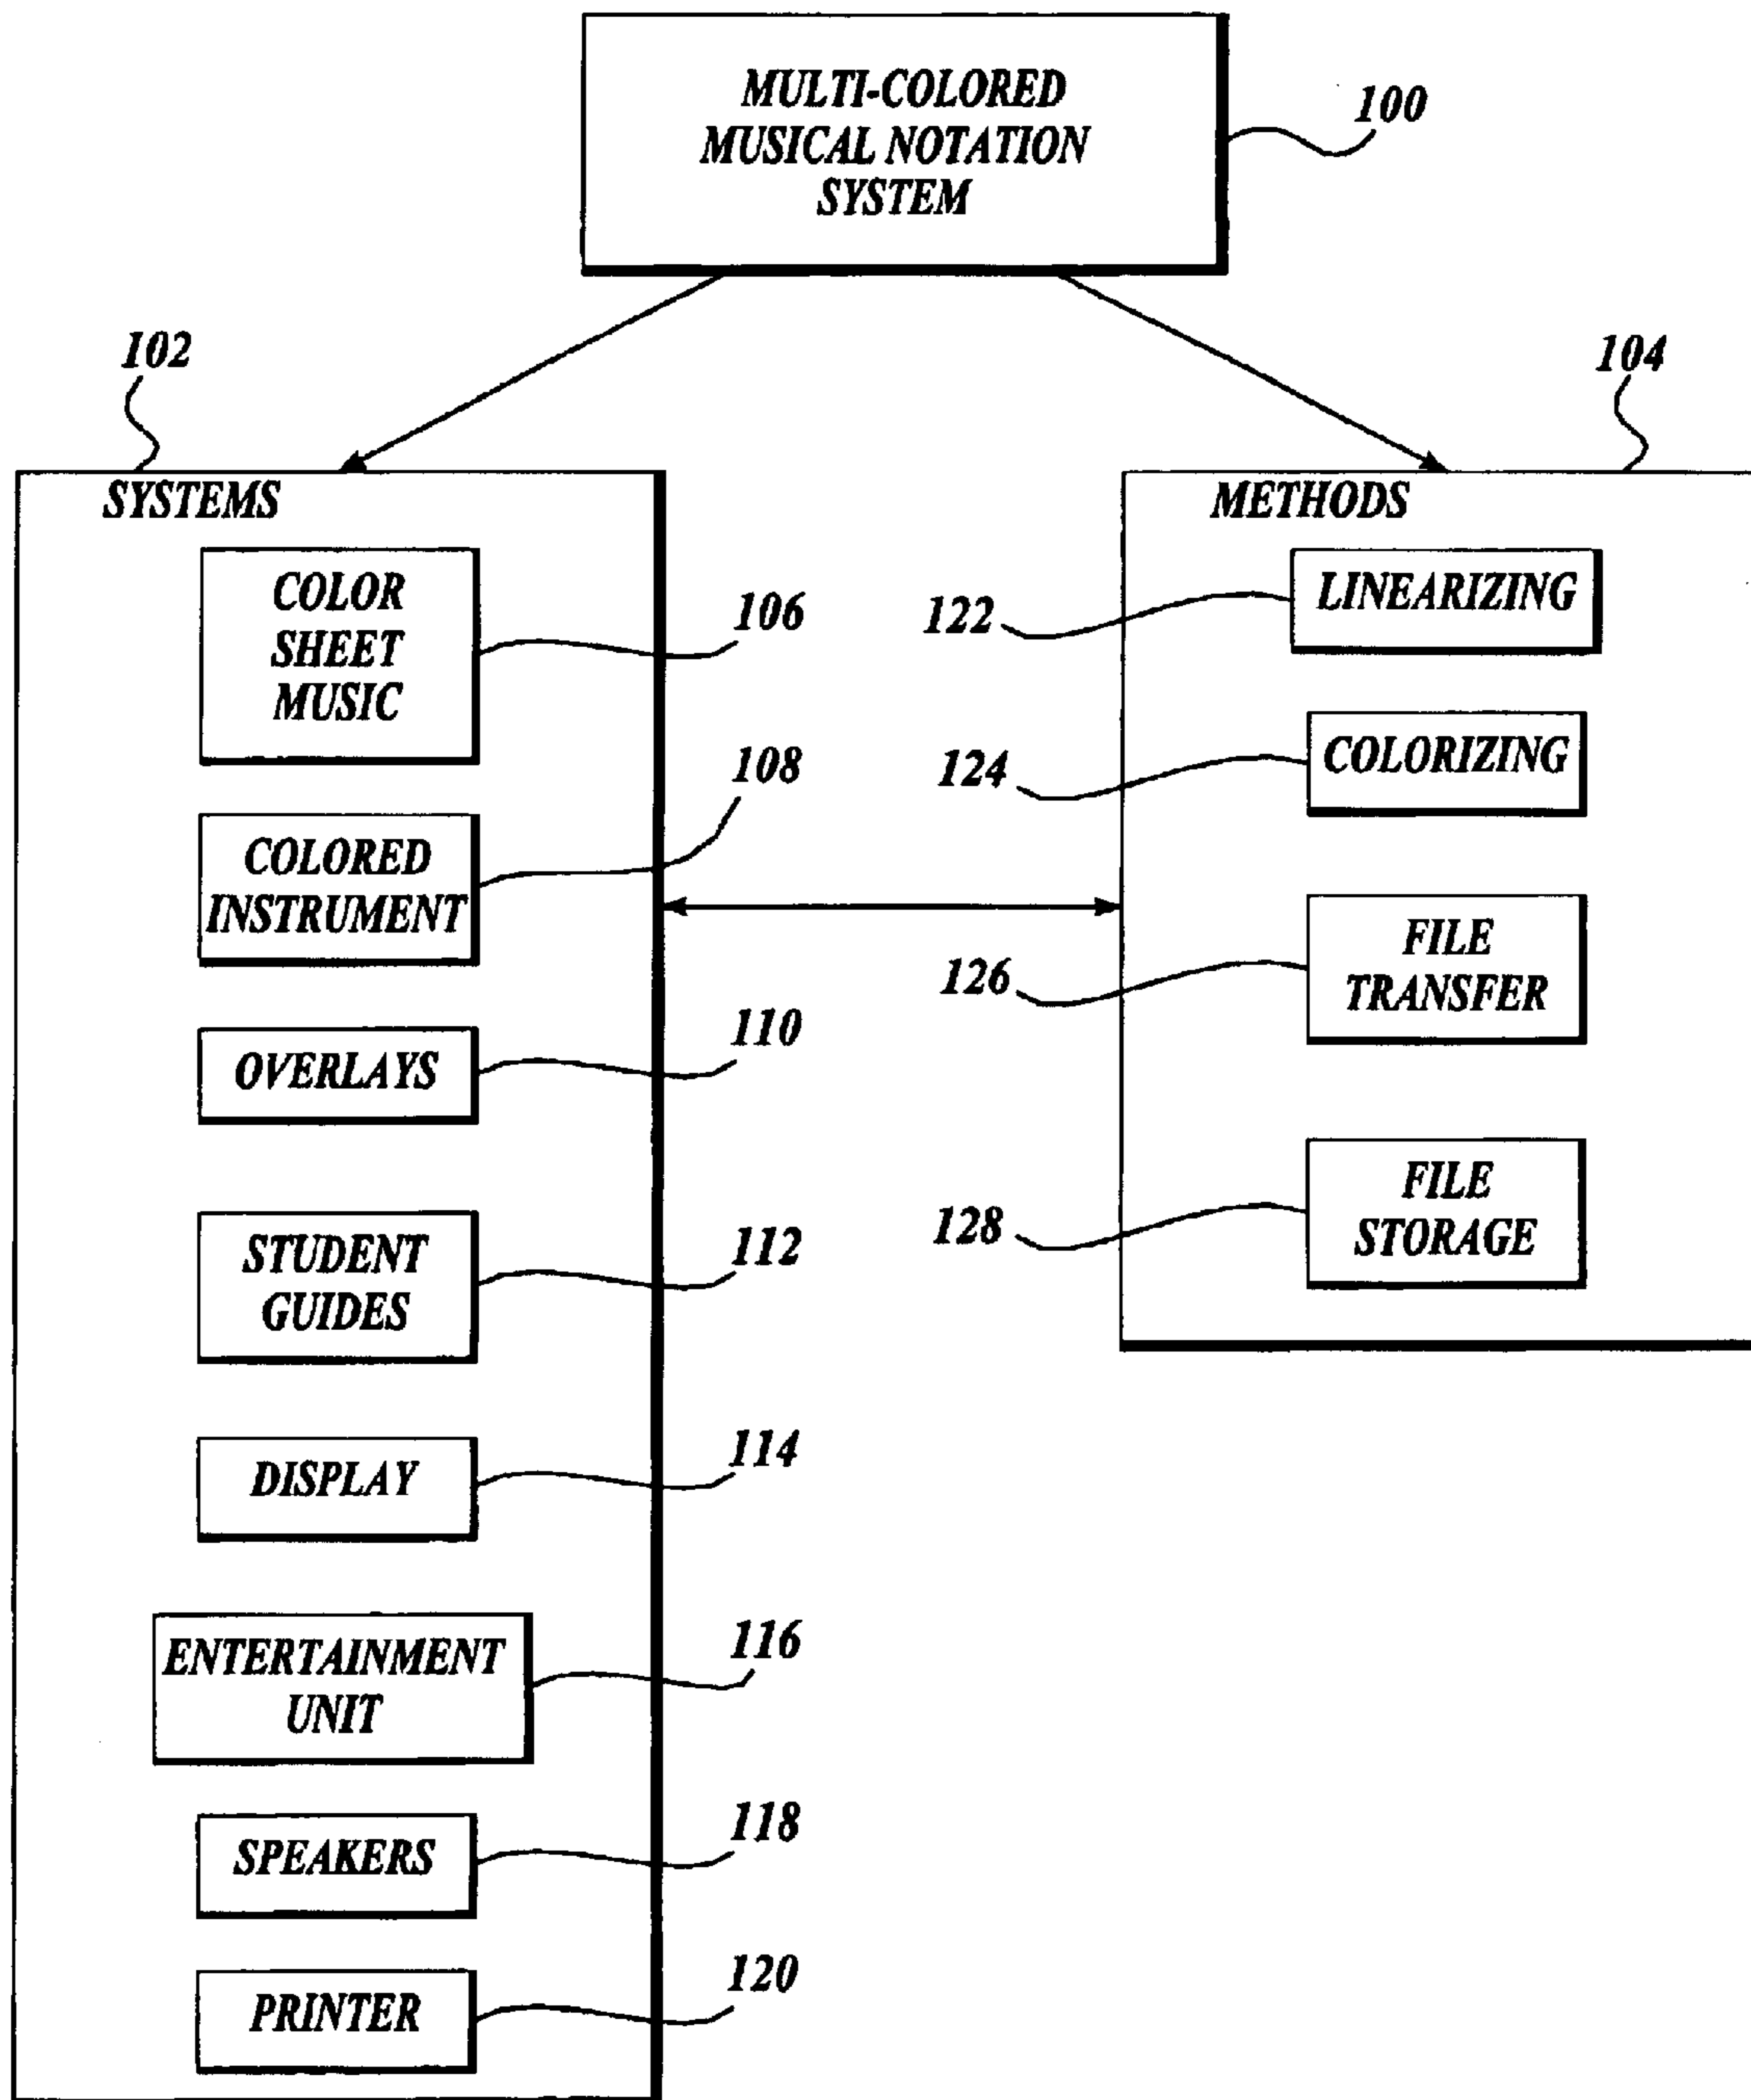 MULTI-COLORED
MUSICAL NOTATION
SYSTEM
100
102
104
SYSTEMS
COLOR
SHEET
MUSIC
106
COLORED
INSTRUMENT
108
OVERLAYS
110
STUDENT
GUIDES
112
DISPLAY
114
ENTERTAINMENT
UNIT
116
SPEAKERS
118
PRINTER
120
METHODS
LINEARIZING
122
COLORIZING
124
FILE
TRANSFER
126
FILE
STORAGE
128